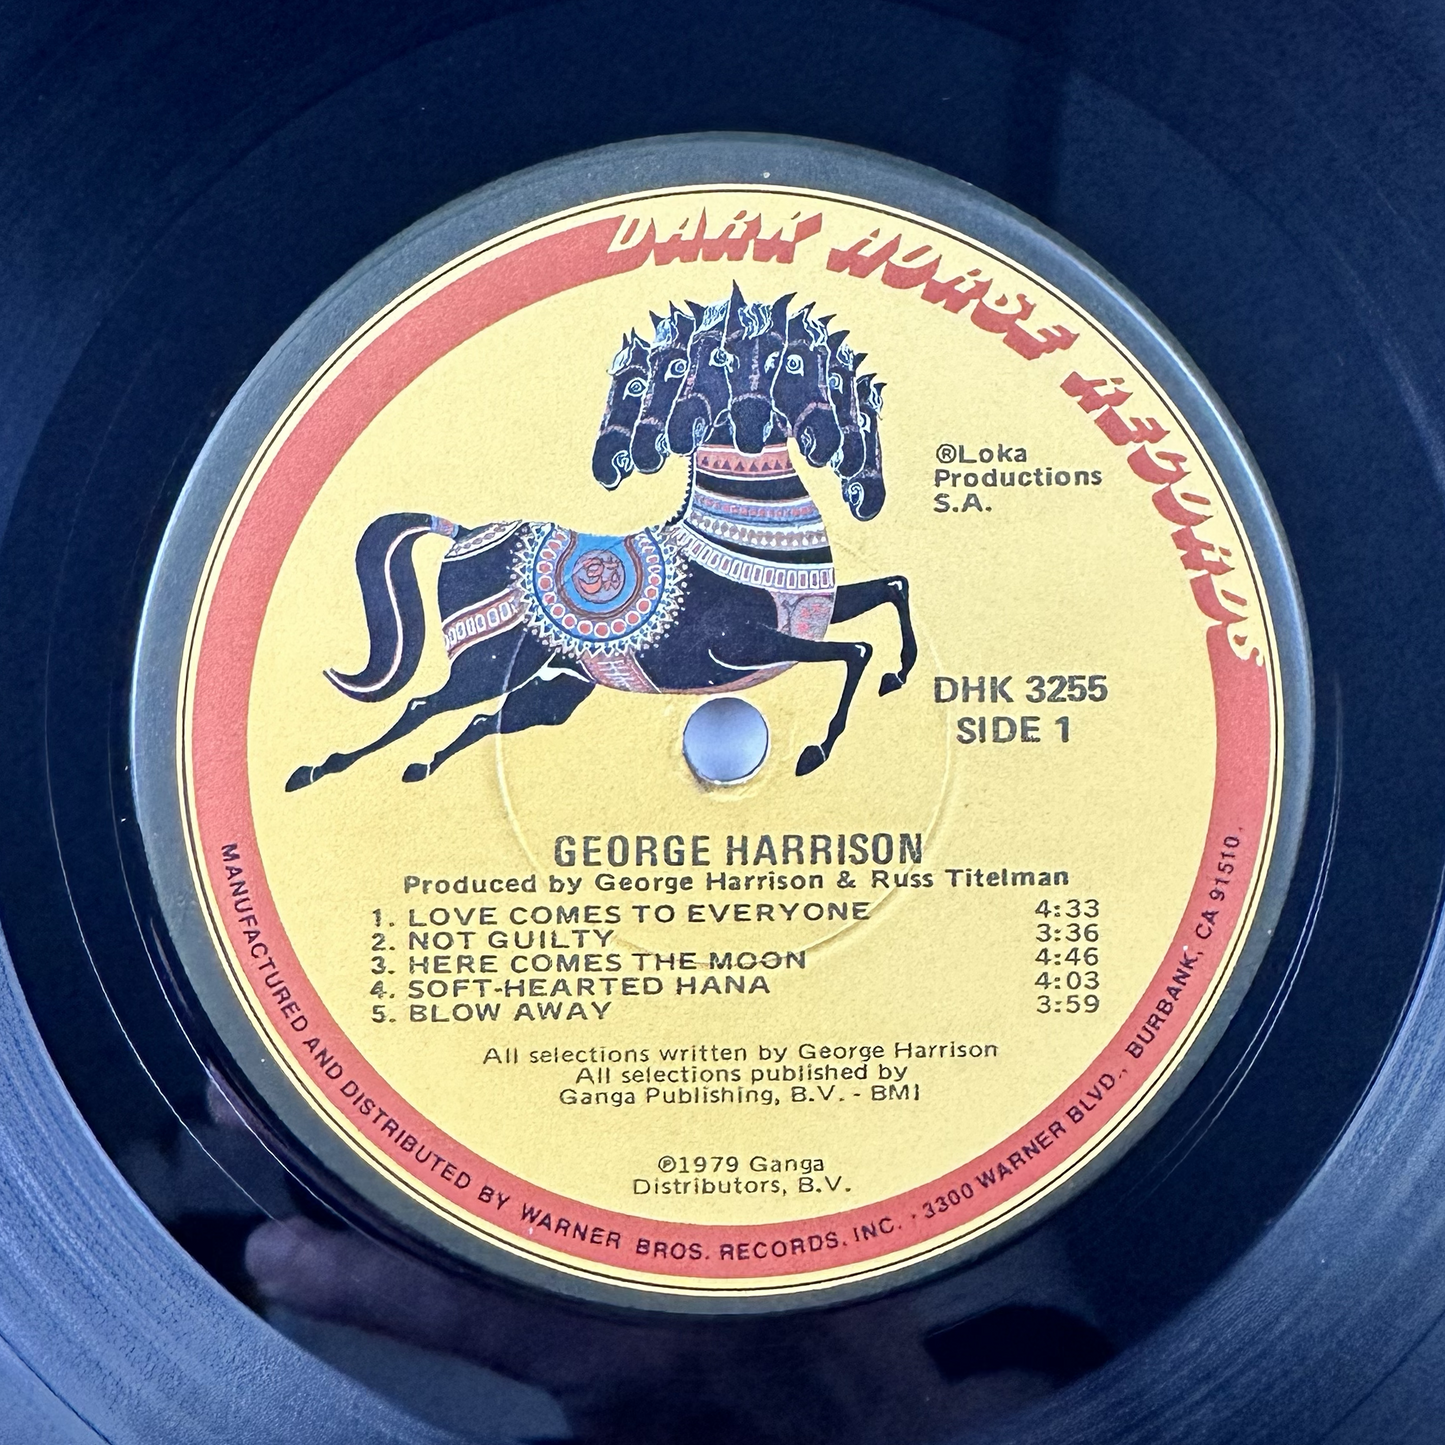 DARK HORSE RECORDS
®Loka
Productions
S.A.
DHK 3255
SIDE 1
GEORGE HARRISON
Produced by George Harrison & Russ Titelman
1. LOVE COMES TO EVERYONE 4:33
2. NOT GUILTY 3:36
3. HERE COMES THE MOON 4:46
4. SOFT-HEARTED HANA 4:03
5. BLOW AWAY 3:59
All selections written by George Harrison
All selections published by
Ganga Publishing, B.V. - BMI
℗1979 Ganga
Distributors, B.V.
MANUFACTURED AND DISTRIBUTED BY WARNER BROS. RECORDS, INC. · 3300 WARNER BLVD., BURBANK, CA 91510.